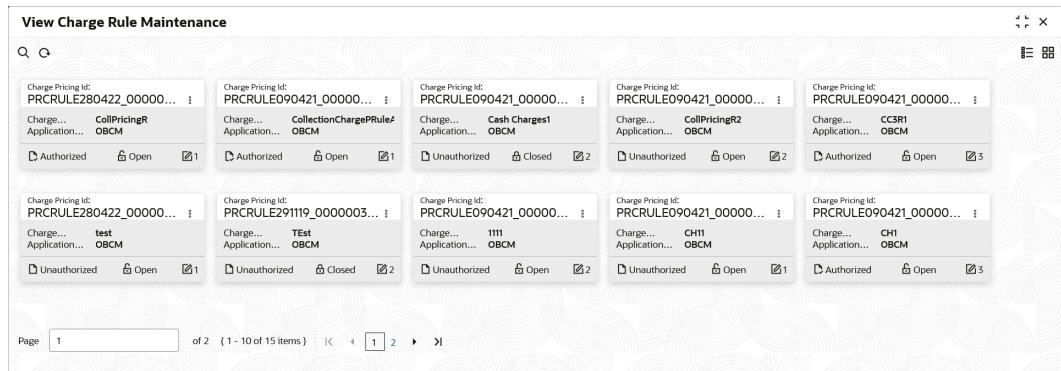 View Charge Rule Maintenance
Charge Pricing Id: Charge Pricing Id: Charge Pricing Id: Charge Pricing Id: Charge Pricing Id:
PRCRULE280422_00000... PRCRULE090421_00000... PRCRULE090421_00000... PRCRULE090421_00000... PRCRULE090421_00000...
Charge... CollPricingR Charge... CollectionChargePRuleA Charge... Cash Charges1 Charge... CollPricingR2 Charge... CC3R1
Application... OBCM Application... OBCM Application... OBCM Application... OBCM Application... OBCM
Authorized Open 1 Authorized Open 1 Unauthorized Closed 2 Unauthorized Open 2 Authorized Open 3
Charge Pricing Id: Charge Pricing Id: Charge Pricing Id: Charge Pricing Id: Charge Pricing Id:
PRCRULE280422_00000... PRCRULE291119_0000003... PRCRULE090421_00000... PRCRULE090421_00000... PRCRULE090421_00000...
Charge... test Charge... TEst Charge... 1111 Charge... CH11 Charge... CH1
Application... OBCM Application... OBCM Application... OBCM Application... OBCM Application... OBCM
Unauthorized Open 1 Unauthorized Closed 2 Unauthorized Open 2 Unauthorized Open 1 Authorized Open 3
Page 1 of 2 ( 1 - 10 of 15 items ) 1 2